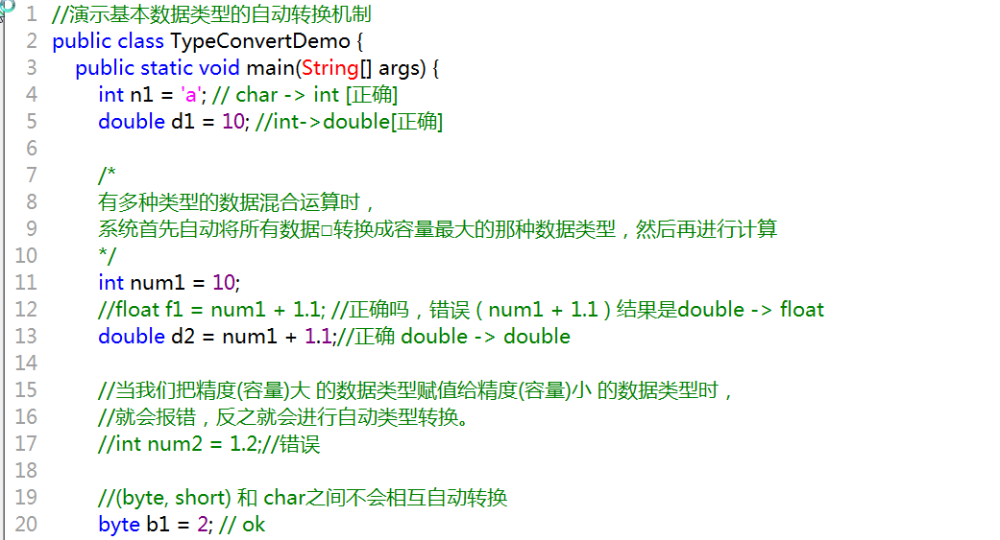 1 //演示基本数据类型的自动转换机制
2 public class TypeConvertDemo {
3 public static void main(String[] args) {
4 int n1 = 'a'; // char -> int [正确]
5 double d1 = 10; //int->double[正确]
6
7 /*
8 有多种类型的数据混合运算时，
9 系统首先自动将所有数据□转换成容量最大的那种数据类型，然后再进行计算
10 */
11 int num1 = 10;
12 //float f1 = num1 + 1.1; //正确吗，错误 ( num1 + 1.1 ) 结果是double -> float
13 double d2 = num1 + 1.1;//正确 double -> double
14
15 //当我们把精度(容量)大 的数据类型赋值给精度(容量)小 的数据类型时，
16 //就会报错，反之就会进行自动类型转换。
17 //int num2 = 1.2;//错误
18
19 //(byte, short) 和 char之间不会相互自动转换
20 byte b1 = 2; // ok